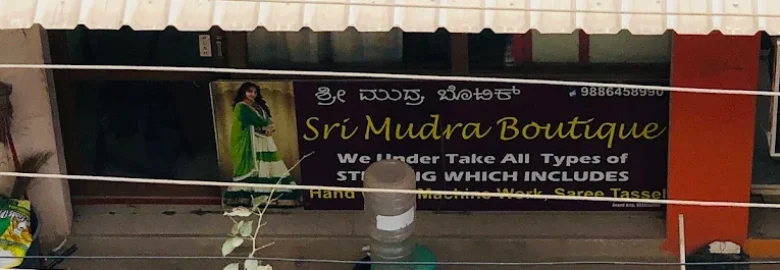 ಶ್ರೀ ಮುದ್ರ ಬೊಟಿಕ್ 9886458990
Sri Mudra Boutique
We Under Take All Types of
WHICH INCLUDES
Hand Machine Work, Saree Tassel